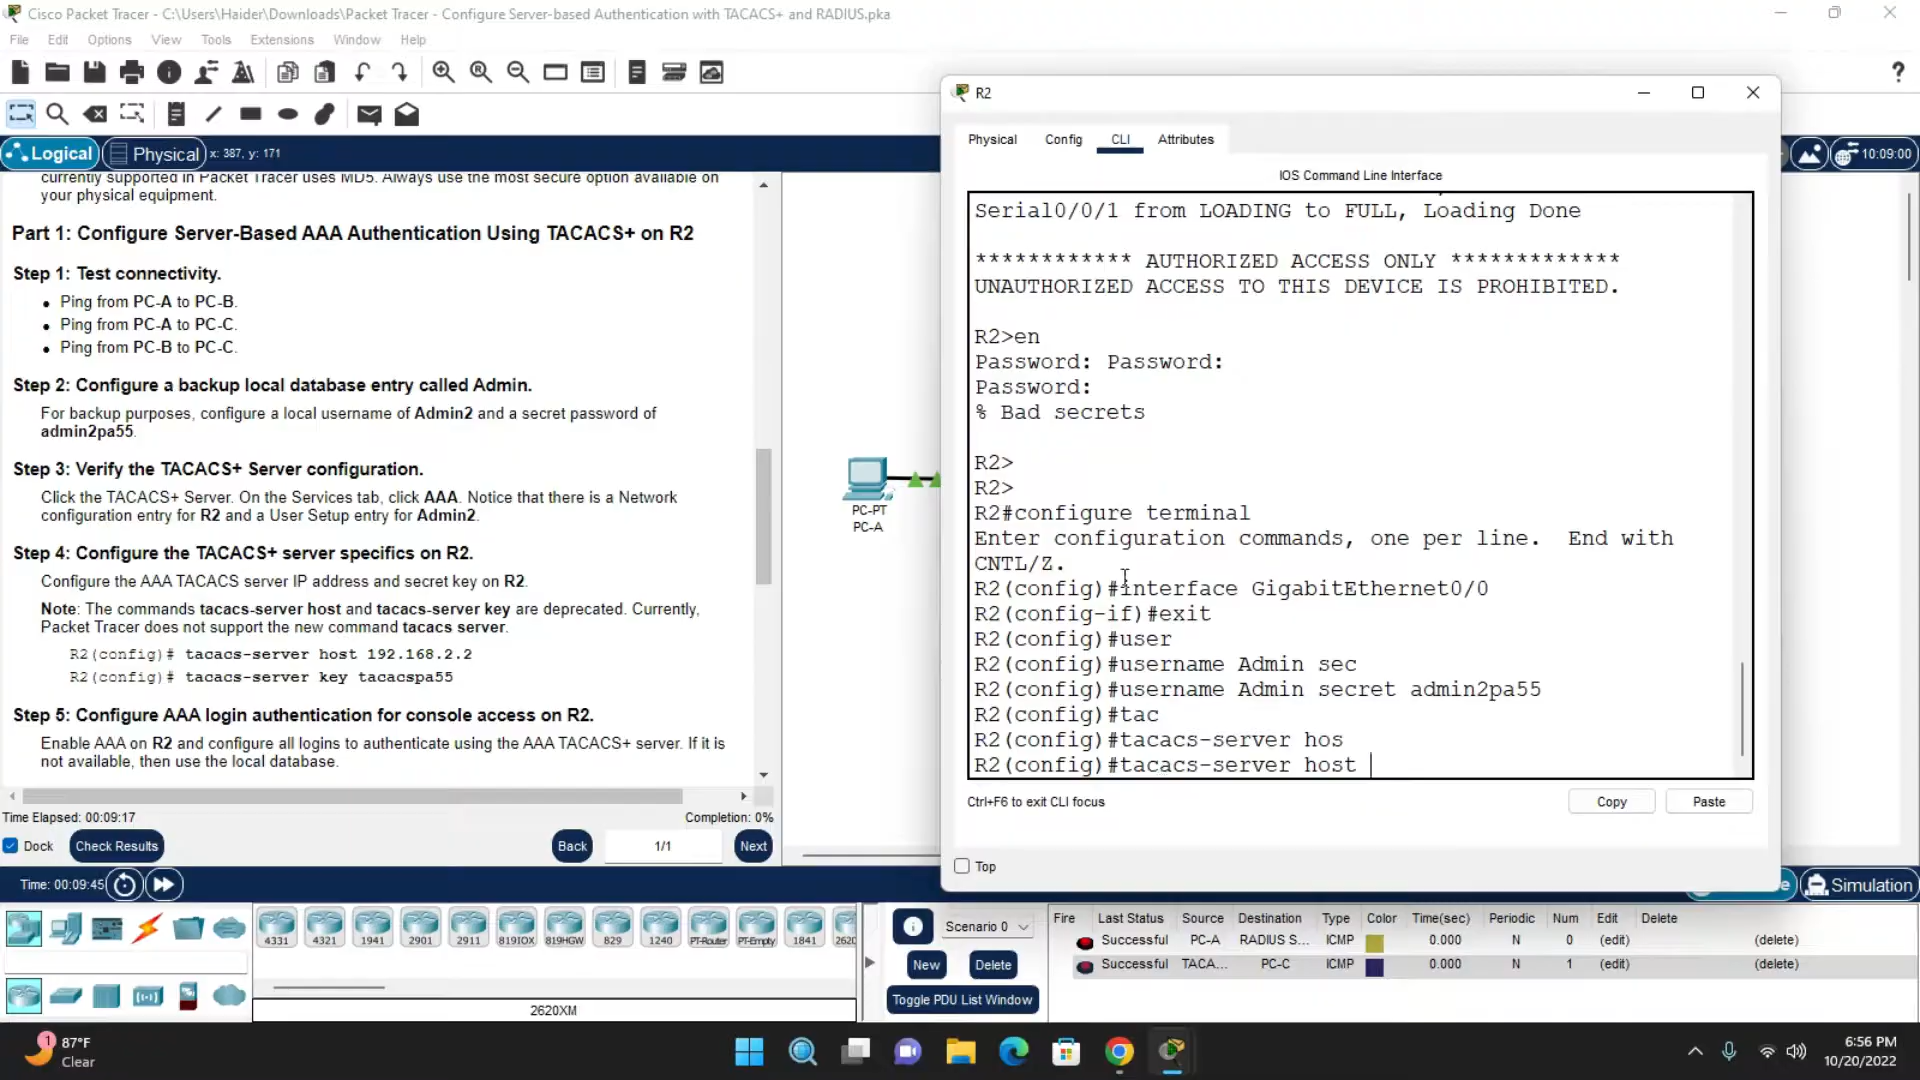 Cisco Packet Tracer - C:\Users\Haider\Downloads\Packet Tracer - Configure Server-based Authentication with TACACS+ and RADIUS.pka
File Edit Options View Tools Extensions Window Help
Logical Physical x: 387, y: 171
10:09:00
currently supported in Packet Tracer uses MD5. Always use the most secure option available on
your physical equipment.
Part 1: Configure Server-Based AAA Authentication Using TACACS+ on R2
Step 1: Test connectivity.
• Ping from PC-A to PC-B.
• Ping from PC-A to PC-C.
• Ping from PC-B to PC-C.
Step 2: Configure a backup local database entry called Admin.
For backup purposes, configure a local username of Admin2 and a secret password of
admin2pa55.
Step 3: Verify the TACACS+ Server configuration.
Click the TACACS+ Server. On the Services tab, click AAA. Notice that there is a Network
configuration entry for R2 and a User Setup entry for Admin2.
Step 4: Configure the TACACS+ server specifics on R2.
Configure the AAA TACACS server IP address and secret key on R2.
Note: The commands tacacs-server host and tacacs-server key are deprecated. Currently,
Packet Tracer does not support the new command tacacs server.
R2(config)# tacacs-server host 192.168.2.2
R2(config)# tacacs-server key tacacspa55
Step 5: Configure AAA login authentication for console access on R2.
Enable AAA on R2 and configure all logins to authenticate using the AAA TACACS+ server. If it is
not available, then use the local database.
Time Elapsed: 00:09:17 Completion: 0%
Dock Check Results Back 1/1 Next
PC-PT
PC-A
R2
Physical Config CLI Attributes
IOS Command Line Interface
Serial0/0/1 from LOADING to FULL, Loading Done
************ AUTHORIZED ACCESS ONLY *************
UNAUTHORIZED ACCESS TO THIS DEVICE IS PROHIBITED.
R2>en
Password: Password:
Password:
% Bad secrets
R2>
R2>
R2#configure terminal
Enter configuration commands, one per line. End with
CNTL/Z.
R2(config)#interface GigabitEthernet0/0
R2(config-if)#exit
R2(config)#user
R2(config)#username Admin sec
R2(config)#username Admin secret admin2pa55
R2(config)#tac
R2(config)#tacacs-server hos
R2(config)#tacacs-server host
Ctrl+F6 to exit CLI focus Copy Paste
Top
Time: 00:09:45 Simulation
4331 4321 1941 2901 2911 819IOX 819HGW 829 1240 PT-Router PT-Empty 1841
2620XM
Scenario 0
New Delete
Toggle PDU List Window
Fire Last Status Source Destination Type Color Time(sec) Periodic Num Edit Delete
Successful PC-A RADIUS S... ICMP 0.000 N 0 (edit) (delete)
Successful TACA... PC-C ICMP 0.000 N 1 (edit) (delete)
1
87°F
Clear
6:56 PM
10/20/2022